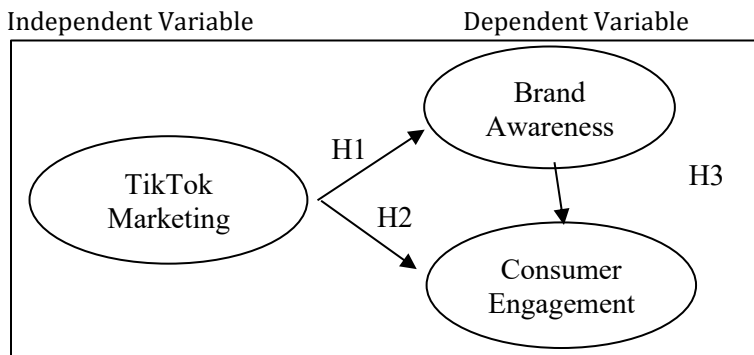 Independent Variable
Dependent Variable
Brand
Awareness
H1
TikTok
Marketing
H3
H2
Consumer
Engagement